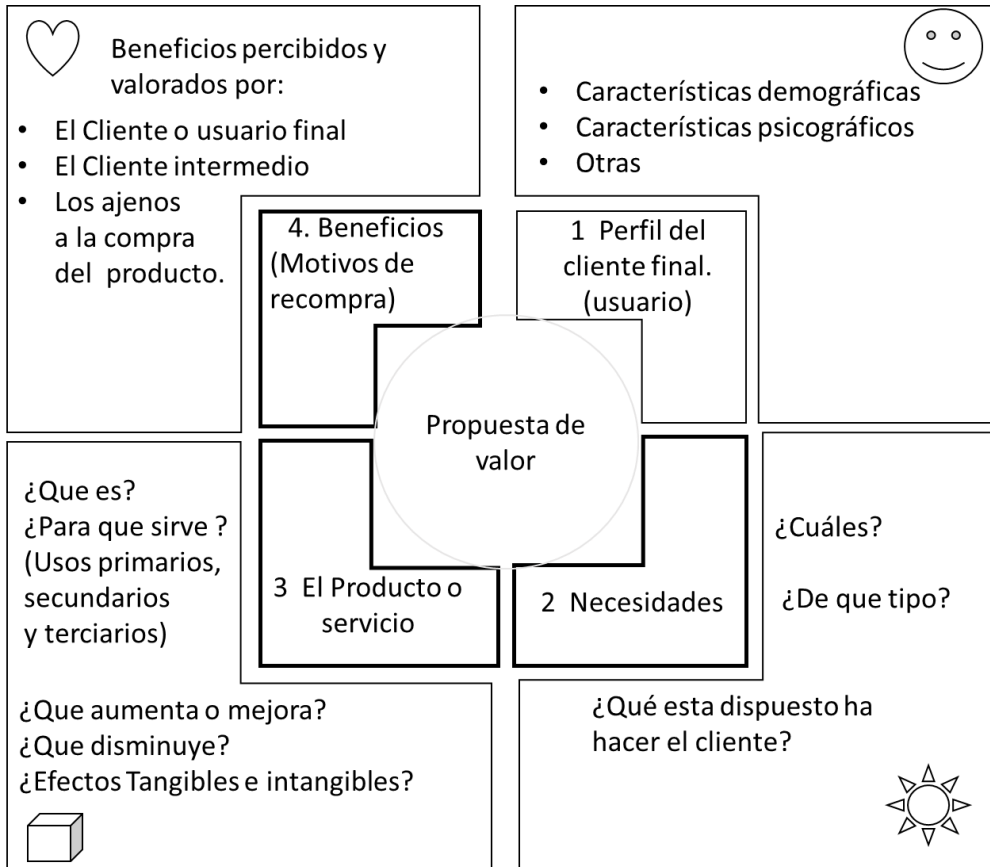 Beneficios percibidos y
valorados por:
• El Cliente o usuario final
• El Cliente intermedio
• Los ajenos
a la compra
del producto.
• Características demográficas
• Características psicográficos
• Otras
4. Beneficios
(Motivos de
recompra)
1 Perfil del
cliente final.
(usuario)
Propuesta de
valor
¿Que es?
¿Para que sirve ?
(Usos primarios,
secundarios
y terciarios)
3 El Producto o
servicio
2 Necesidades
¿Cuáles?
¿De que tipo?
¿Que aumenta o mejora?
¿Que disminuye?
¿Efectos Tangibles e intangibles?
¿Qué esta dispuesto ha
hacer el cliente?